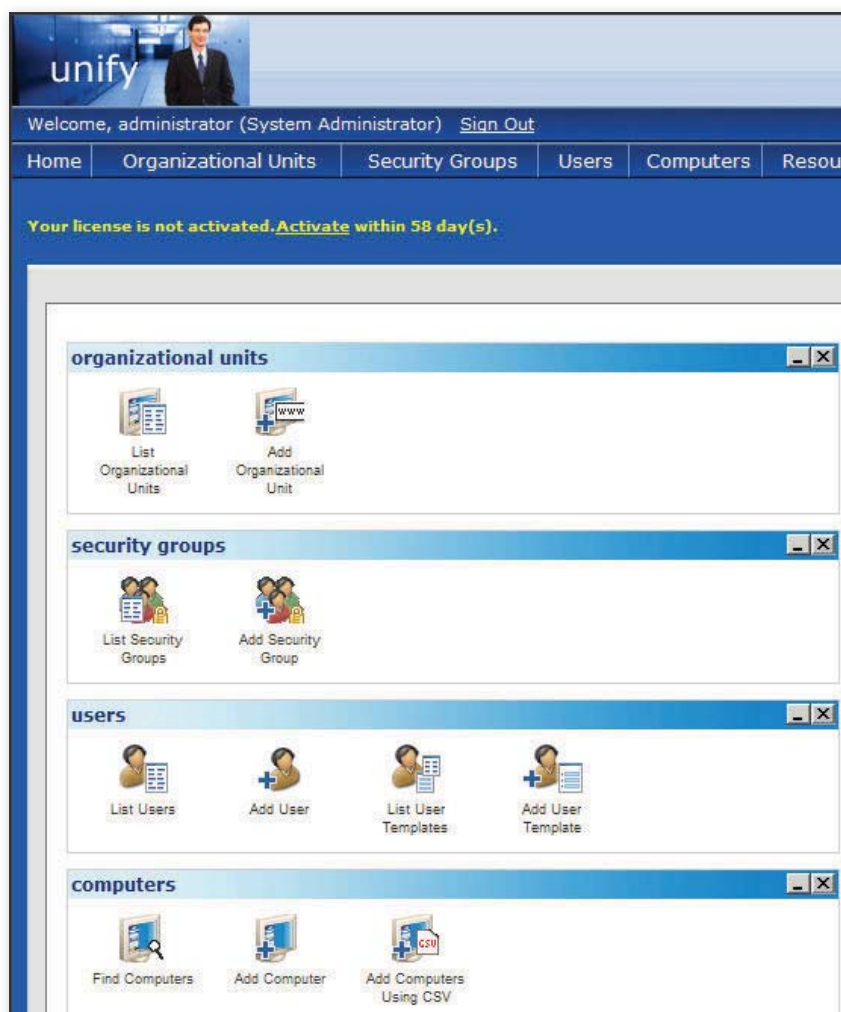 unify
Welcome, administrator (System Administrator) Sign Out
Home Organizational Units Security Groups Users Computers Resou
Your license is not activated.Activate within 58 day(s).
organizational units
List
Organizational
Units
Add
Organizational
Unit
www
security groups
List Security
Groups
Add Security
Group
users
List Users
Add User
List User
Templates
Add User
Template
computers
Find Computers
Add Computer
CSV
Add Computers
Using CSV